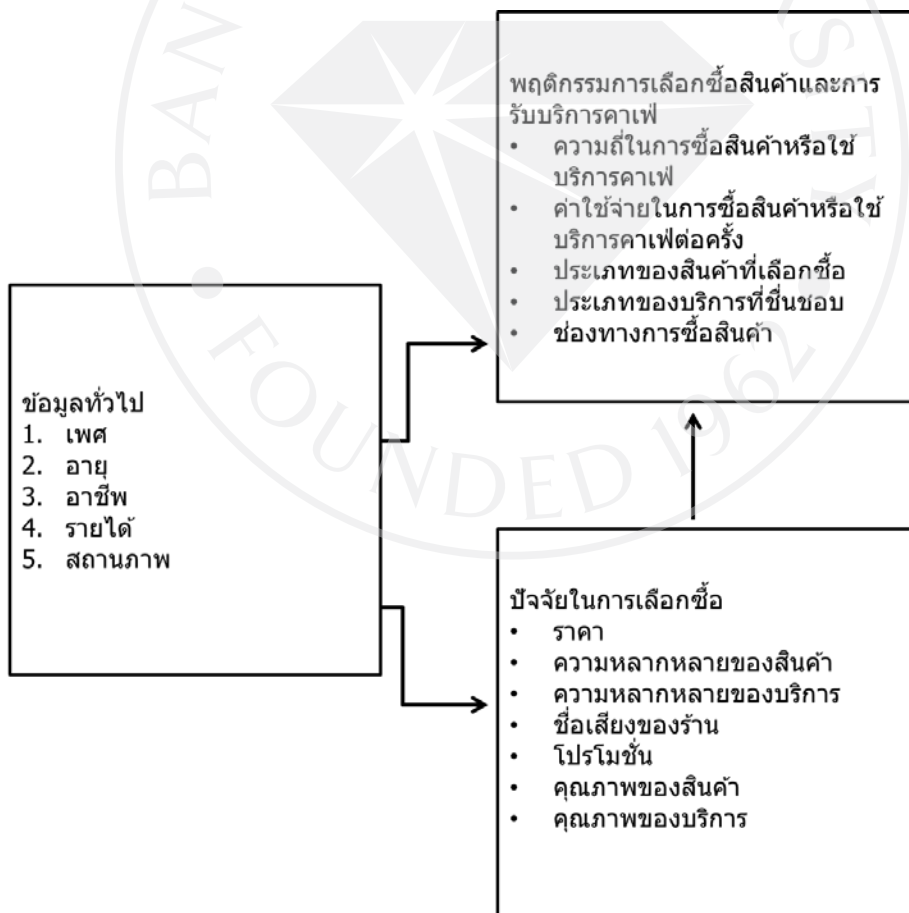 พฤติกรรมการเลือกซื้อสินค้าและการ
รับบริการคาเฟ่
• ความถี่ในการซื้อสินค้าหรือใช้
บริการคาเฟ่
• ค่าใช้จ่ายในการซื้อสินค้าหรือใช้
บริการคาเฟ่ต่อครั้ง
• ประเภทของสินค้าที่เลือกซื้อ
• ประเภทของบริการที่ชื่นชอบ
• ช่องทางการซื้อสินค้า
ข้อมูลทั่วไป
1. เพศ
2. อายุ
3. อาชีพ
4. รายได้
5. สถานภาพ
ปัจจัยในการเลือกซื้อ
• ราคา
• ความหลากหลายของสินค้า
• ความหลากหลายของบริการ
• ชื่อเสียงของร้าน
• โปรโมชั่น
• คุณภาพของสินค้า
• คุณภาพของบริการ
FOUNDED 1962